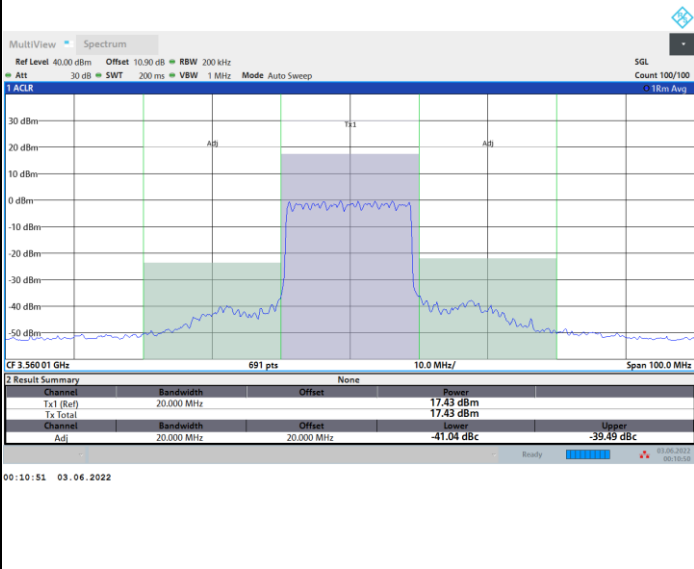 MultiView Spectrum
Ref Level 40.00 dBm Offset 10.90 dB RBW 200 kHz SGL
Att 30 dB SWT 200 ms VBW 1 MHz Mode Auto Sweep Count 100/100
1 ACLR 1Rm Avg
30 dBm
Tx1
20 dBm
Adj Adj
10 dBm
0 dBm
-10 dBm
-20 dBm
-30 dBm
-40 dBm
-50 dBm
CF 3.56001 GHz 691 pts 10.0 MHz/ Span 100.0 MHz
2 Result Summary None
Channel Bandwidth Offset Power
Tx1 (Ref) 20.000 MHz 17.43 dBm
Tx Total 17.43 dBm
Channel Bandwidth Offset Lower Upper
Adj 20.000 MHz 20.000 MHz -41.04 dBc -39.49 dBc
Ready 03.06.2022
00:10:50
00:10:51 03.06.2022